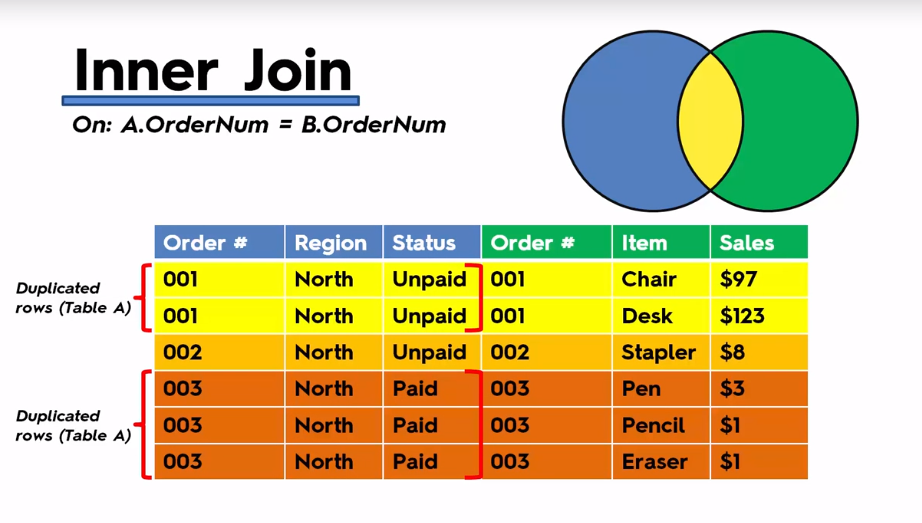 Inner Join
On: A.OrderNum = B.OrderNum
Order # Region Status Order # Item Sales
Duplicated
rows (Table A)
001 North Unpaid 001 Chair $97
001 North Unpaid 001 Desk $123
002 North Unpaid 002 Stapler $8
Duplicated
rows (Table A)
003 North Paid 003 Pen $3
003 North Paid 003 Pencil $1
003 North Paid 003 Eraser $1